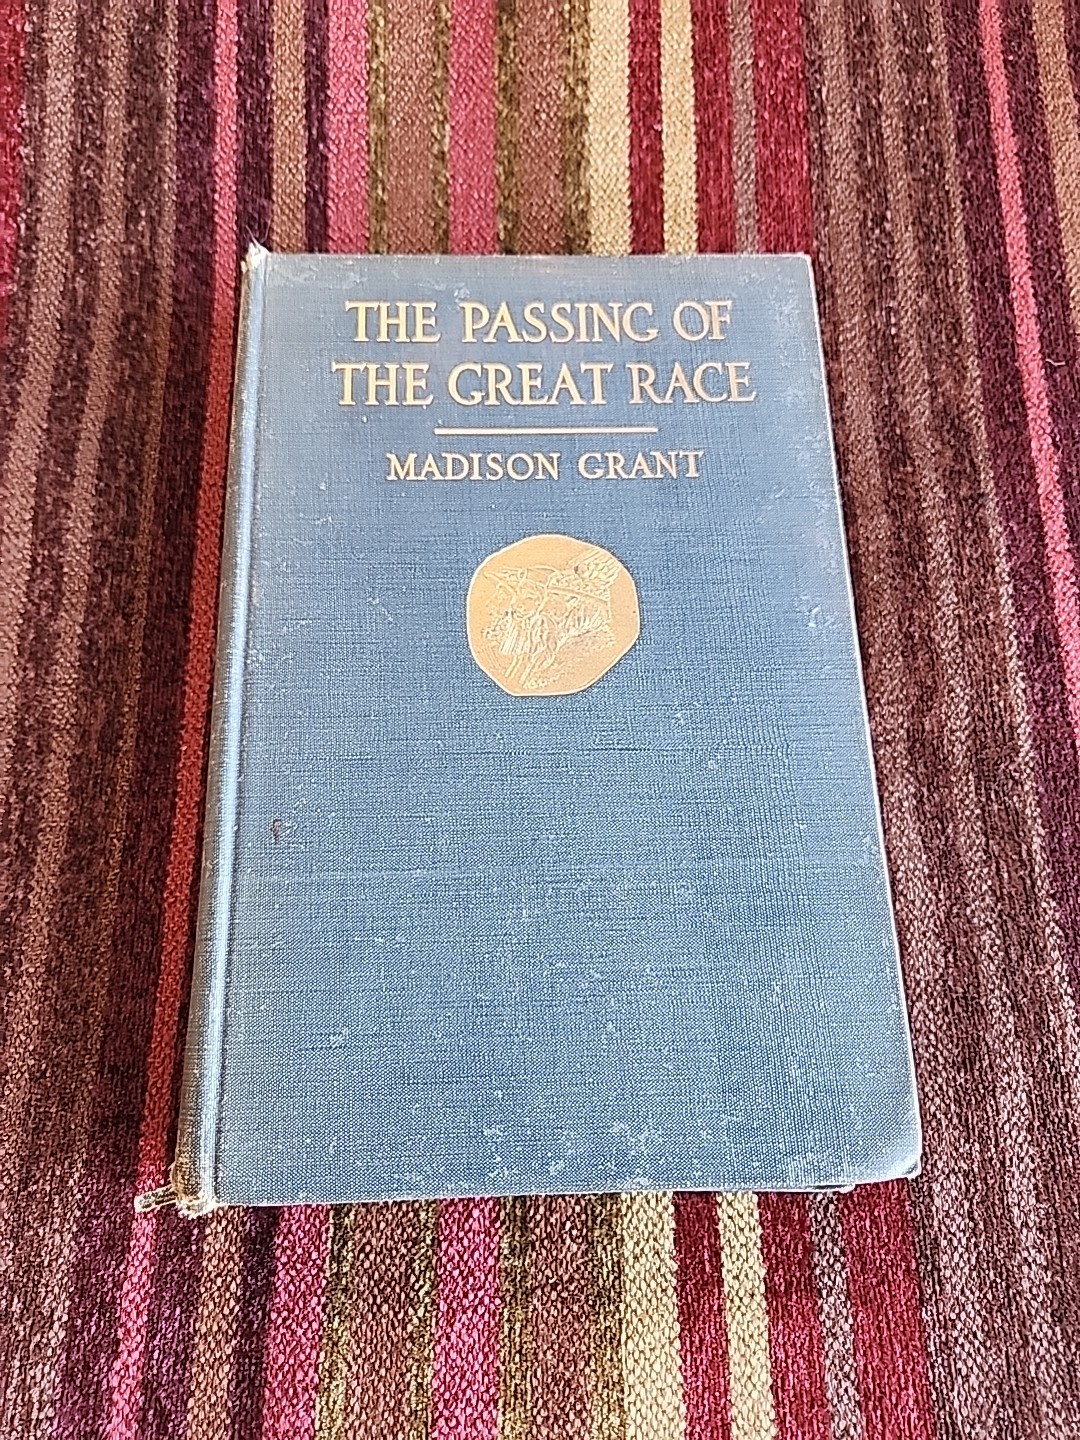 THE PASSING OF
THE GREAT RACE
MADISON GRANT